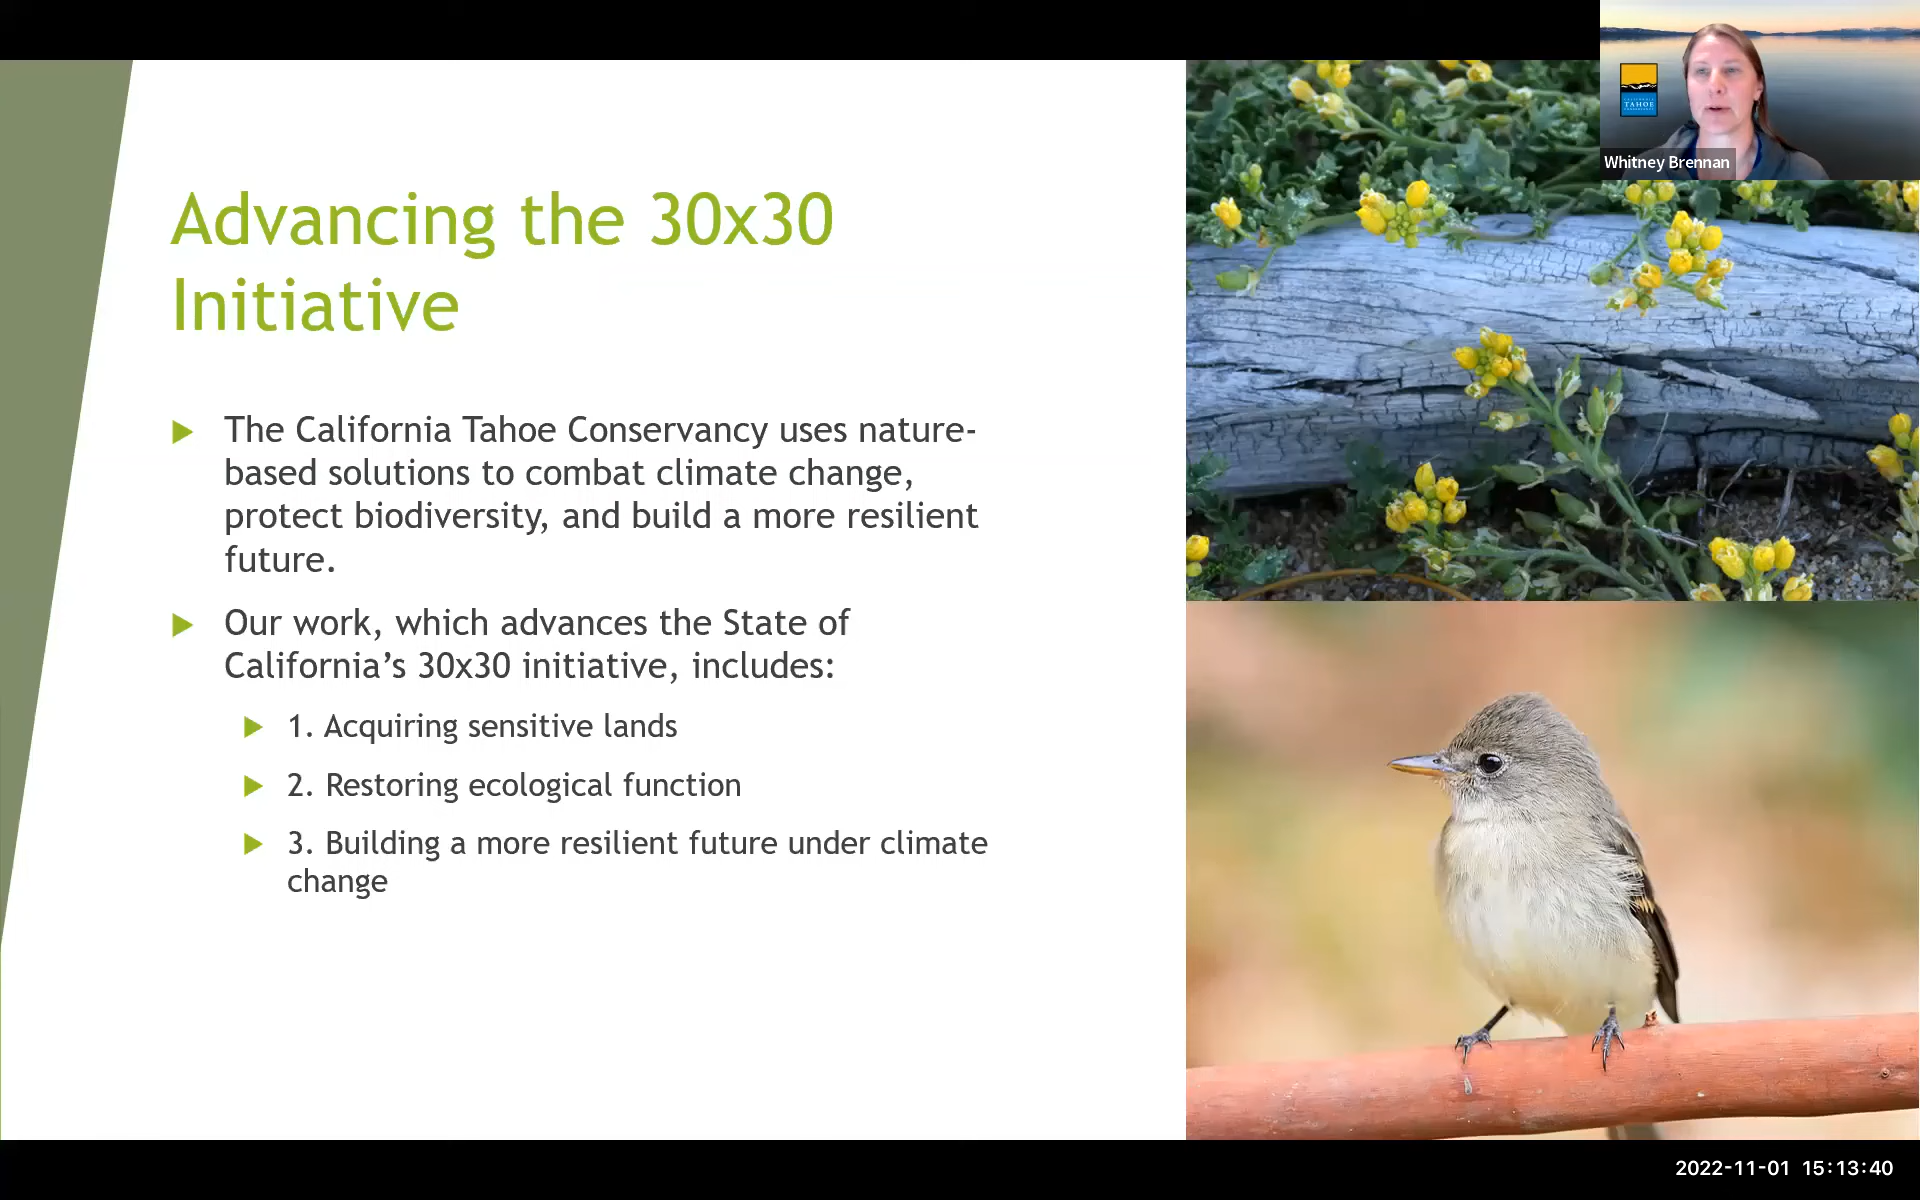 Advancing the 30x30
Initiative
The California Tahoe Conservancy uses nature-
based solutions to combat climate change,
protect biodiversity, and build a more resilient
future.
Our work, which advances the State of
California’s 30x30 initiative, includes:
1. Acquiring sensitive lands
2. Restoring ecological function
3. Building a more resilient future under climate
change
TAHOE
Whitney Brennan
2022-11-01 15:13:40